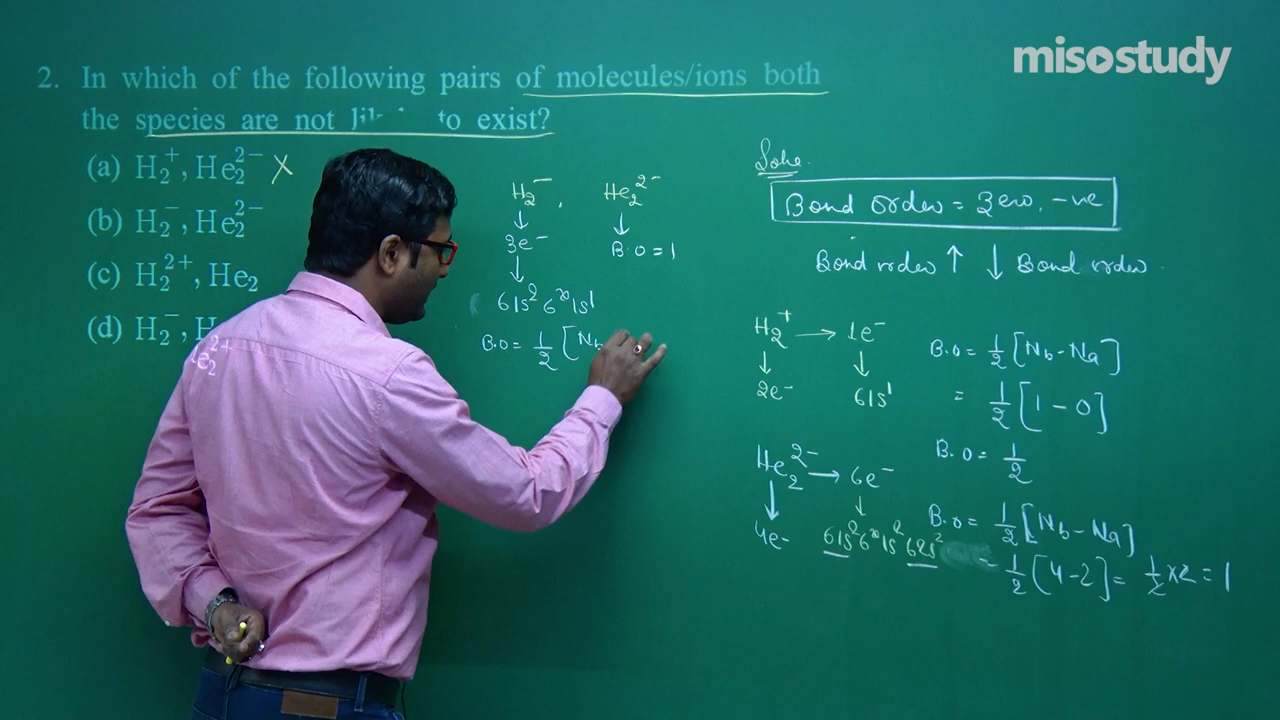 misostudy
2. In which of the following pairs of molecules/ions both
the species are not to exist?
(a) H₂⁺, He₂²⁻ X
(b) H₂⁻, He₂²⁻
(c) H₂²⁺, He₂
(d) H₂⁻, He₂²⁺
H₂⁻, He₂²⁻
↓ ↓
3e⁻ B.O=1
↓
σ1s² σ*1s¹
B.O= 1/2 [Nb
Solve.
Bond order = Zero, -ve
Bond order ↑ ↓ Bond order
H₂⁺ → 1e⁻
↓ ↓
2e⁻ σ1s¹
B.O= 1/2 [Nb-Na]
= 1/2 [1-0]
B.O= 1/2
He₂²⁻ → 6e⁻
↓ ↓
4e- σ1s² σ*1s² σ2s²
B.O= 1/2 [Nb-Na]
= 1/2 [4-2] = 1/2 x2 = 1